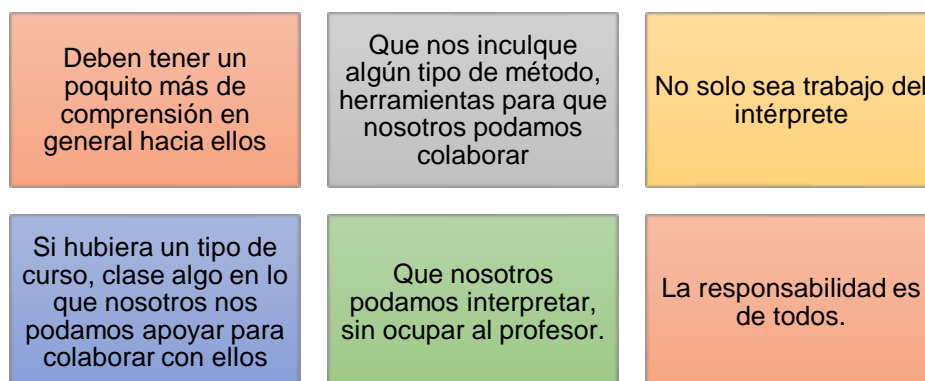 Deben tener un
poquito más de
comprensión en
general hacia ellos
Que nos inculque
algún tipo de método,
herramientas para que
nosotros podamos
colaborar
No solo sea trabajo del
intérprete
Si hubiera un tipo de
curso, clase algo en lo
que nosotros nos
podamos apoyar para
colaborar con ellos
Que nosotros
podamos interpretar,
sin ocupar al profesor.
La responsabilidad es
de todos.